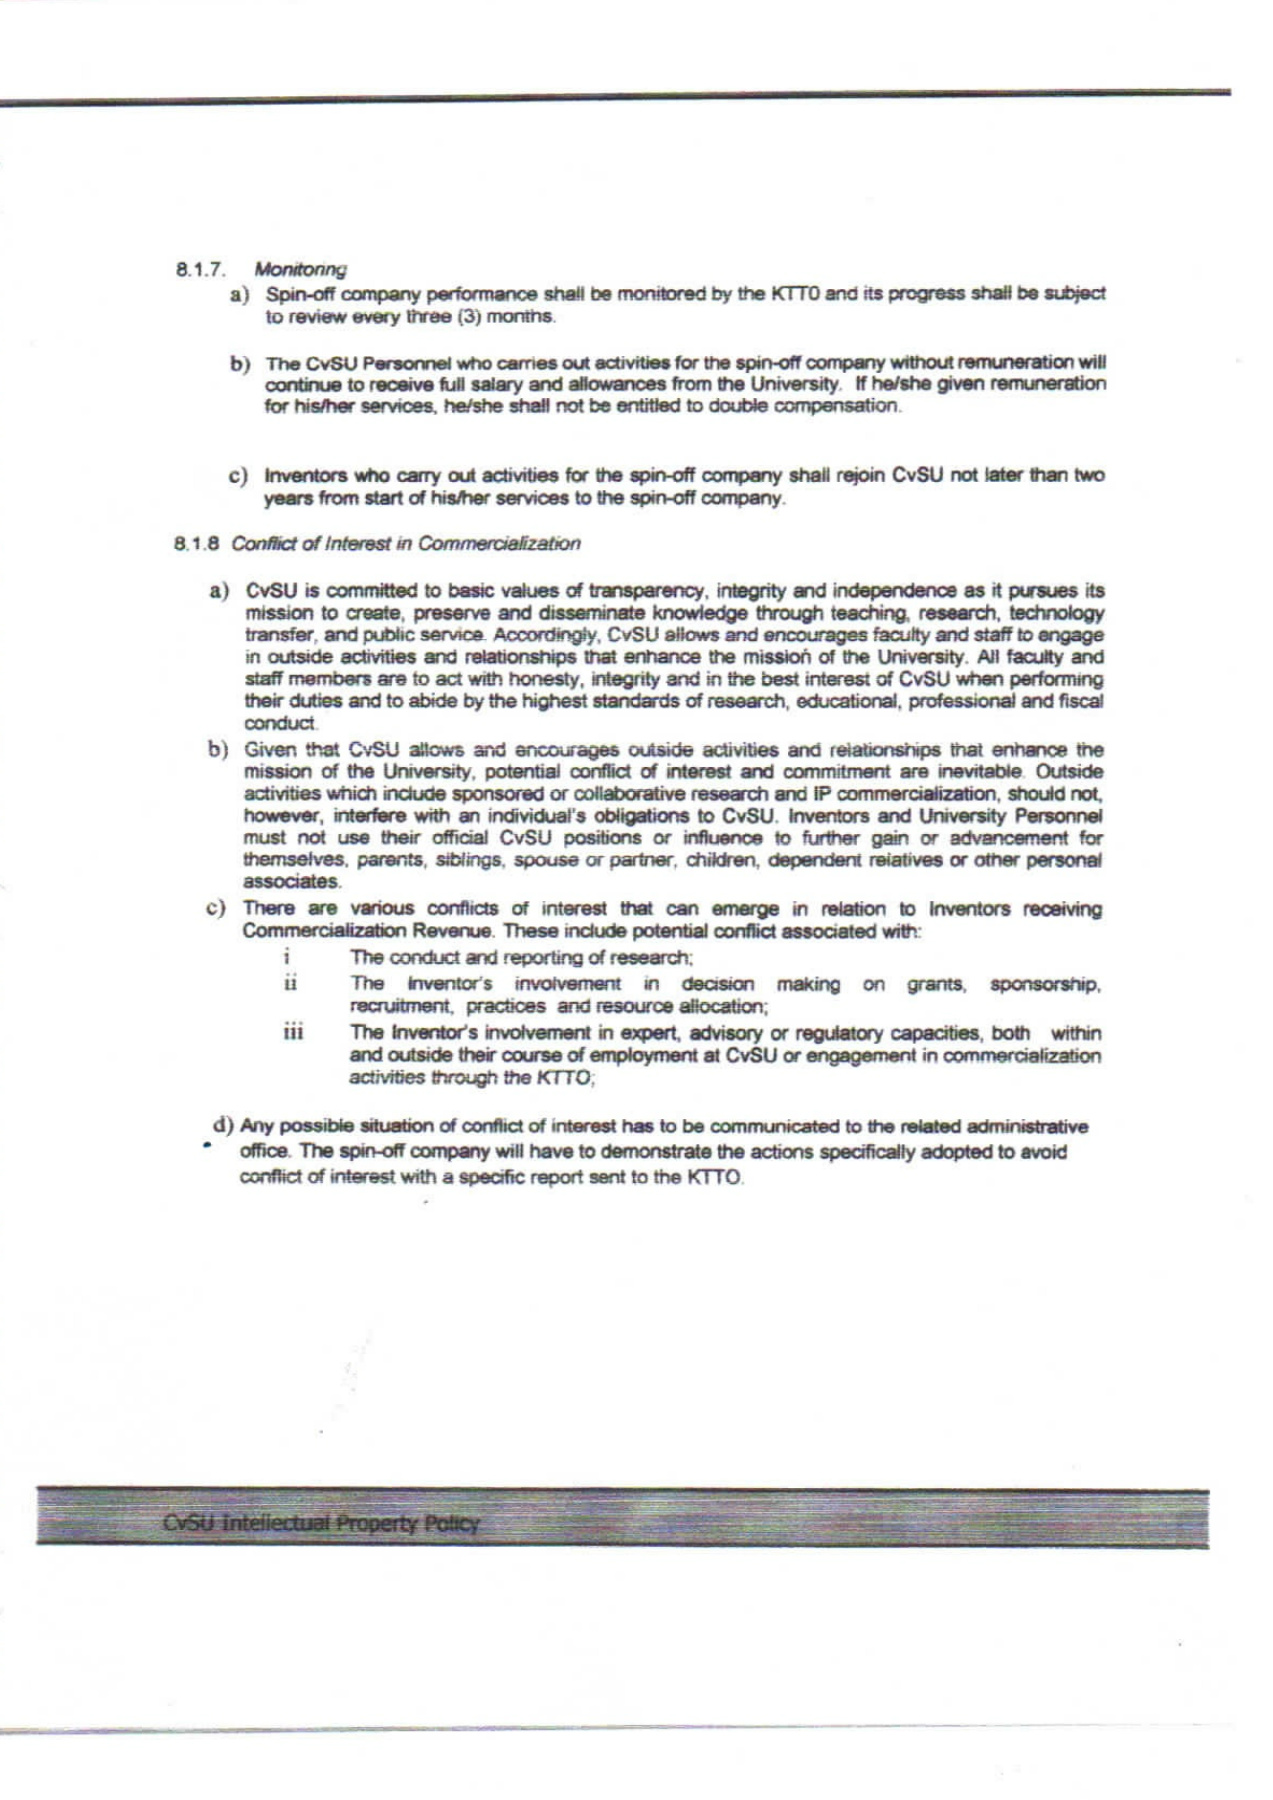 8.1.7. Monitoring
a) Spin-off company performance shall be monitored by the KTTO and its progress shall be subject
to review every three (3) months.
b) The CvSU Personnel who carries out activities for the spin-off company without remuneration will
continue to receive full salary and allowances from the University. If he/she given remuneration
for his/her services, he/she shall not be entitled to double compensation.
c) Inventors who carry out activities for the spin-off company shall rejoin CvSU not later than two
years from start of his/her services to the spin-off company.
8.1.8 Conflict of Interest in Commercialization
a) CvSU is committed to basic values of transparency, integrity and independence as it pursues its
mission to create, preserve and disseminate knowledge through teaching, research, technology
transfer, and public service. Accordingly, CvSU allows and encourages faculty and staff to engage
in outside activities and relationships that enhance the mission of the University. All faculty and
staff members are to act with honesty, integrity and in the best interest of CvSU when performing
their duties and to abide by the highest standards of research, educational, professional and fiscal
conduct.
b) Given that CvSU allows and encourages outside activities and relationships that enhance the
mission of the University, potential conflict of interest and commitment are inevitable. Outside
activities which include sponsored or collaborative research and IP commercialization, should not,
however, interfere with an individual's obligations to CvSU. Inventors and University Personnel
must not use their official CvSU positions or influence to further gain or advancement for
themselves, parents, siblings, spouse or partner, children, dependent relatives or other personal
associates.
c) There are various conflicts of interest that can emerge in relation to Inventors receiving
Commercialization Revenue. These include potential conflict associated with:
i The conduct and reporting of research;
ii The Inventor's involvement in decision making on grants, sponsorship,
recruitment, practices and resource allocation;
iii The Inventor's involvement in expert, advisory or regulatory capacities, both within
and outside their course of employment at CvSU or engagement in commercialization
activities through the KTTO;
d) Any possible situation of conflict of interest has to be communicated to the related administrative
office. The spin-off company will have to demonstrate the actions specifically adopted to avoid
conflict of interest with a specific report sent to the KTTO.
CvSU Intellectual Property Policy